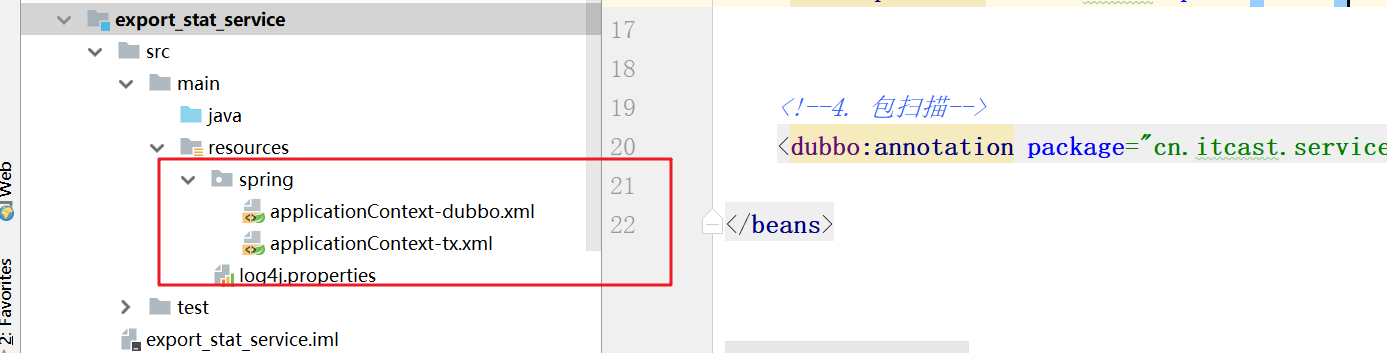 export_stat_service
src
main
java
resources
spring
applicationContext-dubbo.xml
applicationContext-tx.xml
log4j.properties
test
export_stat_service.iml
Web
2: Favorites
17
18
19 <!--4. 包扫描-->
20 <dubbo:annotation package="cn.itcast.service
21
22 </beans>